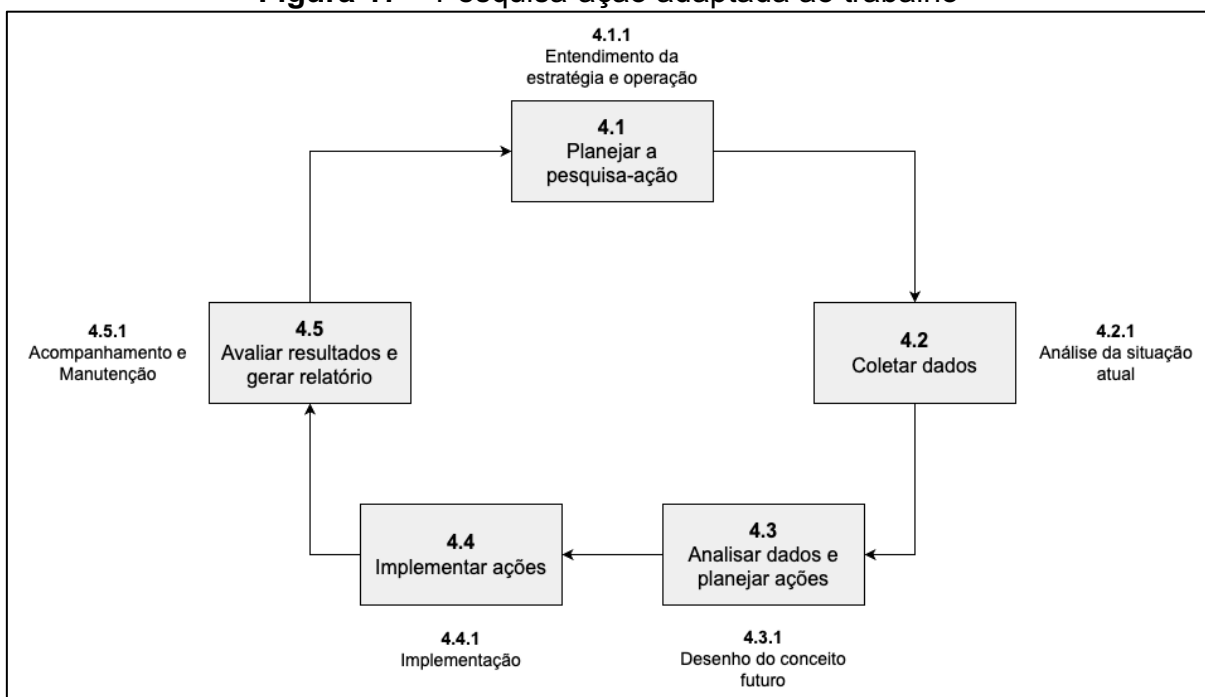 4.1.1
Entendimento da
estratégia e operação
4.1
Planejar a
pesquisa-ação
4.5.1
Acompanhamento e
Manutenção
4.5
Avaliar resultados e
gerar relatório
4.2
Coletar dados
4.2.1
Análise da situação
atual
4.4
Implementar ações
4.3
Analisar dados e
planejar ações
4.4.1
Implementação
4.3.1
Desenho do conceito
futuro